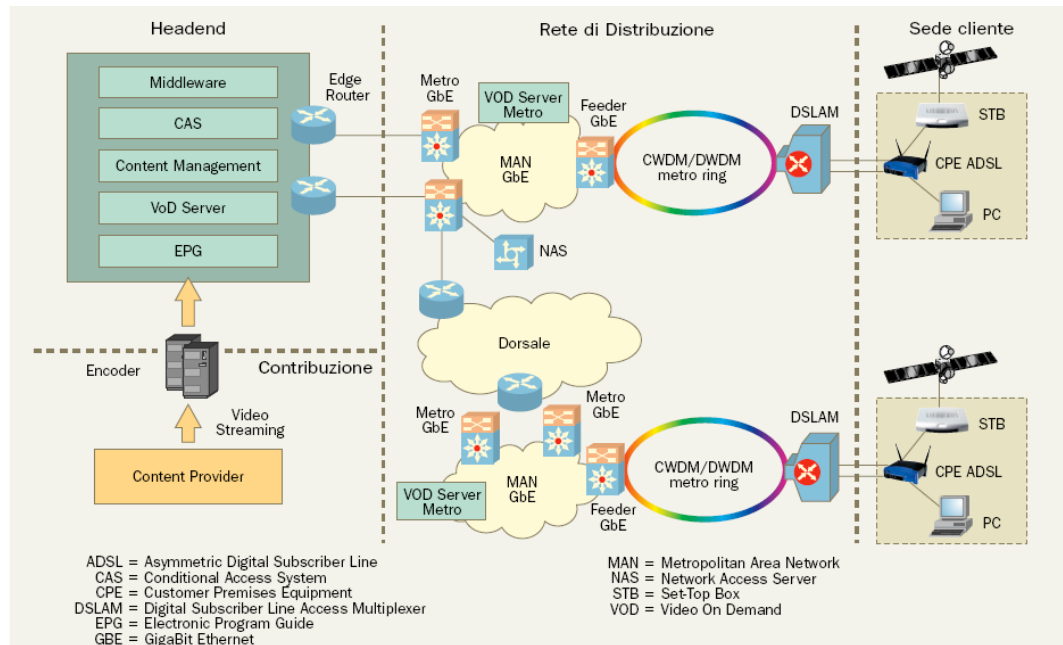 Headend
Rete di Distribuzione
Sede cliente
Middleware
CAS
Content Management
VoD Server
EPG
Edge
Router
Metro
GbE
VOD Server
Metro
Feeder
GbE
MAN
GbE
CWDM/DWDM
metro ring
DSLAM
STB
CPE ADSL
PC
NAS
Dorsale
Encoder
Contribuzione
Video
Streaming
Content Provider
Metro
GbE
Metro
GbE
MAN
GbE
VOD Server
Metro
Feeder
GbE
CWDM/DWDM
metro ring
DSLAM
STB
CPE ADSL
PC
ADSL = Asymmetric Digital Subscriber Line
CAS = Conditional Access System
CPE = Customer Premises Equipment
DSLAM = Digital Subscriber Line Access Multiplexer
EPG = Electronic Program Guide
GBE = GigaBit Ethernet
MAN = Metropolitan Area Network
NAS = Network Access Server
STB = Set-Top Box
VOD = Video On Demand